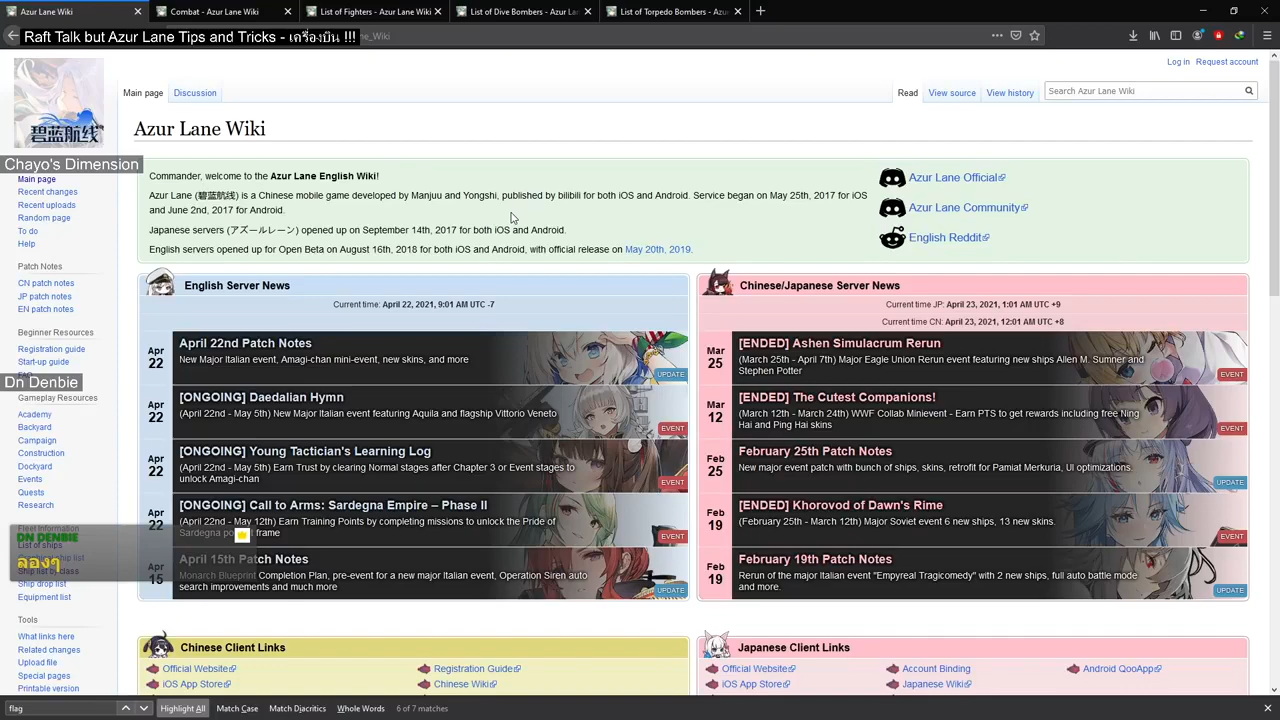 Azur Lane Wiki
Combat - Azur Lane Wiki
List of Fighters - Azur Lane Wiki
List of Dive Bombers - Azur Lan
List of Torpedo Bombers - Azur
Raft Talk but Azur Lane Tips and Tricks - เครื่องบิน !!!
e_Wiki
Log in Request account
Main page Discussion
Read View source View history
Search Azur Lane Wiki
碧蓝航线
Azur Lane Wiki
Chayo's Dimension
Main page
Recent changes
Recent uploads
Random page
To do
Help
Patch Notes
CN patch notes
JP patch notes
EN patch notes
Beginner Resources
Registration guide
Start-up guide
Dn Denbie
Gameplay Resources
Academy
Backyard
Campaign
Construction
Dockyard
Events
Quests
Research
Fleet Information
List of ships
DN DENBIE
ลองๆ
Ship list by class
Ship drop list
Equipment list
Tools
What links here
Related changes
Upload file
Special pages
Printable version
Commander, welcome to the Azur Lane English Wiki!
Azur Lane (碧蓝航线) is a Chinese mobile game developed by Manjuu and Yongshi, published by bilibili for both iOS and Android. Service began on May 25th, 2017 for iOS
and June 2nd, 2017 for Android.
Japanese servers (アズールレーン) opened up on September 14th, 2017 for both iOS and Android.
English servers opened up for Open Beta on August 16th, 2018 for both iOS and Android, with official release on May 20th, 2019.
Azur Lane Official
Azur Lane Community
English Reddit
English Server News
Current time: April 22, 2021, 9:01 AM UTC -7
Apr 22
April 22nd Patch Notes
New Major Italian event, Amagi-chan mini-event, new skins, and more
UPDATE
Apr 22
[ONGOING] Daedalian Hymn
(April 22nd - May 5th) New Major Italian event featuring Aquila and flagship Vittorio Veneto
EVENT
Apr 22
[ONGOING] Young Tactician's Learning Log
(April 22nd - May 5th) Earn Trust by clearing Normal stages after Chapter 3 or Event stages to
unlock Amagi-chan
EVENT
Apr 22
[ONGOING] Call to Arms: Sardegna Empire – Phase II
(April 22nd - May 12th) Earn Training Points by completing missions to unlock the Pride of
Sardegna frame
EVENT
Apr 15
April 15th Patch Notes
Monarch Blueprint Completion Plan, pre-event for a new major Italian event, Operation Siren auto
search improvements and much more
UPDATE
Chinese/Japanese Server News
Current time JP: April 23, 2021, 1:01 AM UTC +9
Current time CN: April 23, 2021, 12:01 AM UTC +8
Mar 25
[ENDED] Ashen Simulacrum Rerun
(March 25th - April 7th) Major Eagle Union Rerun event featuring new ships Allen M. Sumner and
Stephen Potter
EVENT
Mar 12
[ENDED] The Cutest Companions!
(March 12th - March 24th) WWF Collab Minievent - Earn PTS to get rewards including free Ning
Hai and Ping Hai skins
EVENT
Feb 25
February 25th Patch Notes
New major event patch with bunch of ships, skins, retrofit for Pamiat Merkuria, UI optimizations.
UPDATE
Feb 19
[ENDED] Khorovod of Dawn's Rime
(February 25th - March 12th) Major Soviet event 6 new ships, 13 new skins.
EVENT
Feb 19
February 19th Patch Notes
Rerun of the major Italian event "Empyreal Tragicomedy" with 2 new ships, full auto battle mode
and more.
UPDATE
Chinese Client Links
Official Website
Registration Guide
iOS App Store
Chinese Wiki
Japanese Client Links
Official Website
Account Binding
Android QooApp
iOS App Store
Japanese Wiki
flag
Highlight All Match Case Match Diacritics Whole Words 6 of 7 matches